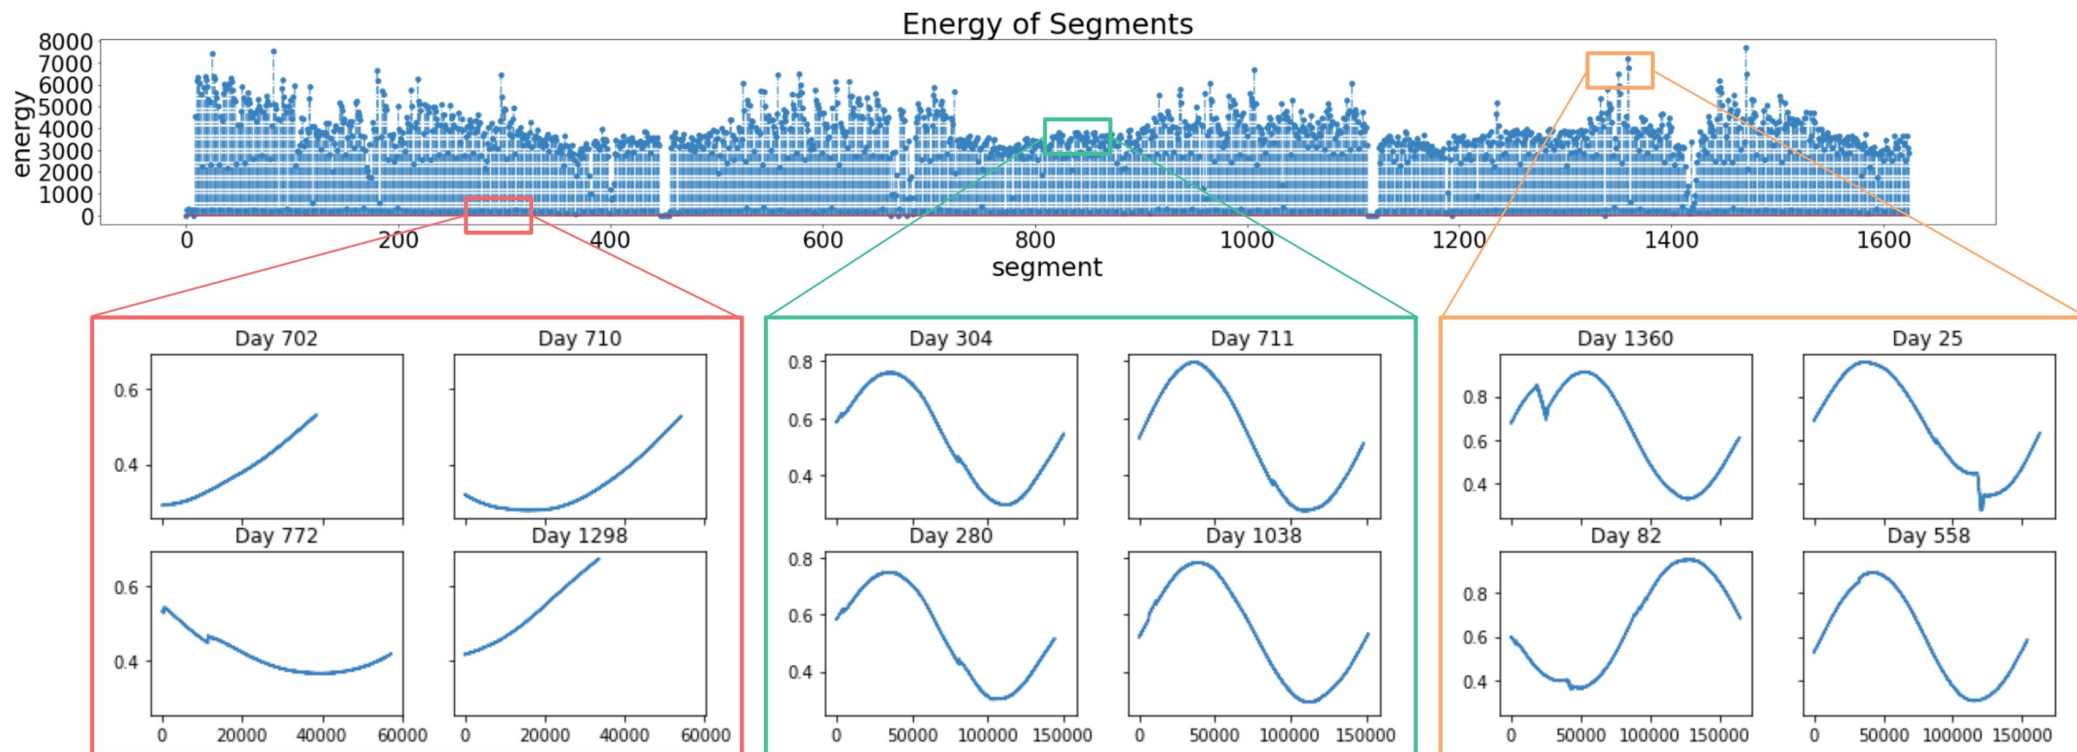 Energy of Segments
8000
7000
6000
5000
4000
3000
2000
1000
0
energy
0 200 400 600 800 1000 1200 1400 1600
segment
Day 702 Day 710 Day 304 Day 711 Day 1360 Day 25
0.6 0.4 0.8 0.6 0.4 0.8 0.6 0.4
Day 772 Day 1298 Day 280 Day 1038 Day 82 Day 558
0.6 0.4 0.8 0.6 0.4 0.8 0.6 0.4
0 20000 40000 60000 0 20000 40000 60000 0 50000 100000 150000 0 50000 100000 150000 0 50000 100000 150000 0 50000 100000 150000